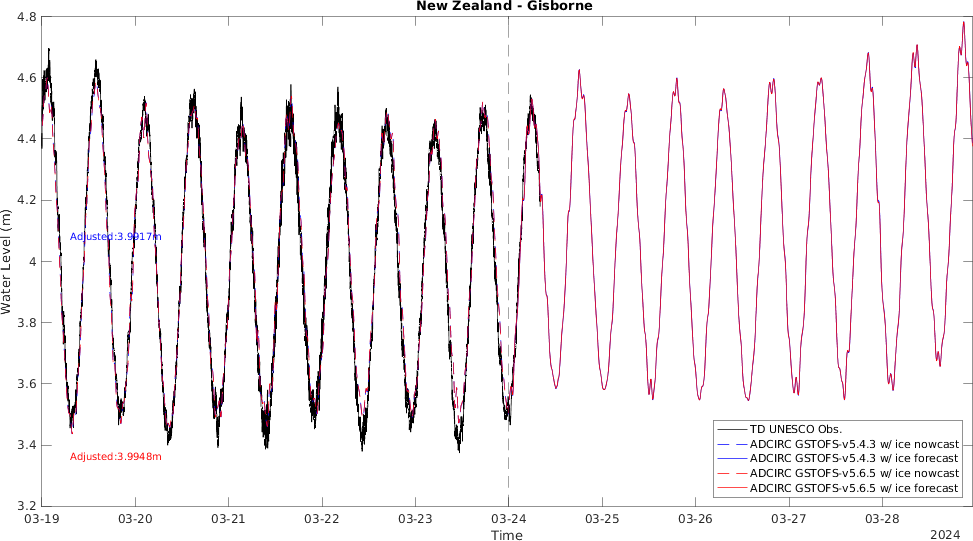 New Zealand - Gisborne
4.8
4.6
4.4
4.2
4
3.8
3.6
3.4
3.2
Water Level (m)
Adjusted:3.9917m
Adjusted:3.9948m
TD UNESCO Obs.
ADCIRC GSTOFS-v5.4.3 w/ ice nowcast
ADCIRC GSTOFS-v5.4.3 w/ ice forecast
ADCIRC GSTOFS-v5.6.5 w/ ice nowcast
ADCIRC GSTOFS-v5.6.5 w/ ice forecast
03-19 03-20 03-21 03-22 03-23 03-24 03-25 03-26 03-27 03-28
Time
2024